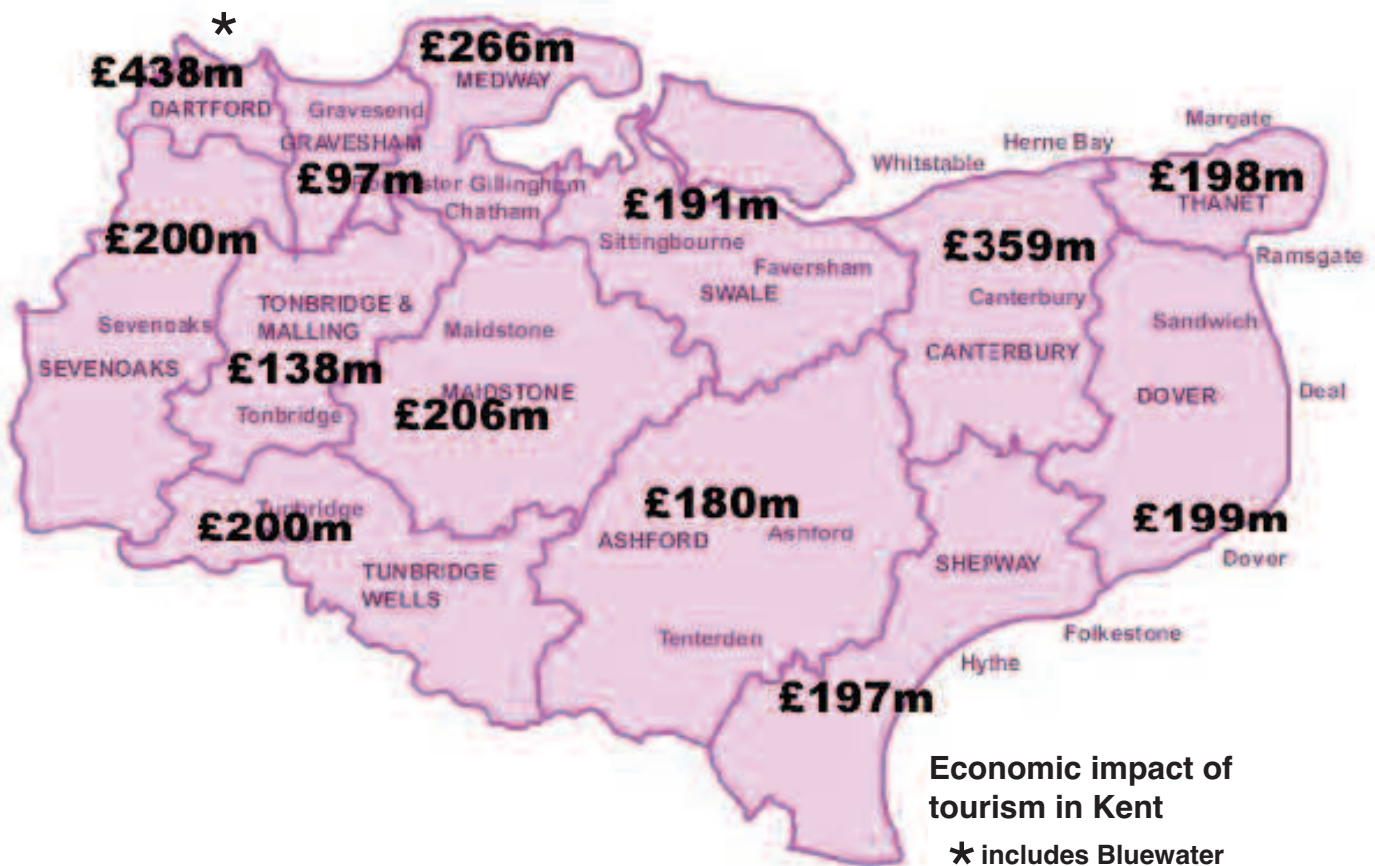 *
£438m
DARTFORD
£266m
MEDWAY
Gravesend
GRAVESHAM
£97m
Gillingham
Chatham
Margate
Herne Bay
Whitstable
£198m
THANET
Ramsgate
£191m
Sittingbourne
Faversham
SWALE
£359m
Canterbury
CANTERBURY
£200m
Sevenoaks
SEVENOAKS
TONBRIDGE &
MALLING
£138m
Tonbridge
Maidstone
MAIDSTONE
£206m
Sandwich
DOVER
Deal
£199m
Dover
Tunbridge
£200m
TUNBRIDGE
WELLS
£180m
ASHFORD
Ashford
Tenterden
SHEPWAY
Folkestone
Hythe
£197m
Economic impact of
tourism in Kent
* includes Bluewater